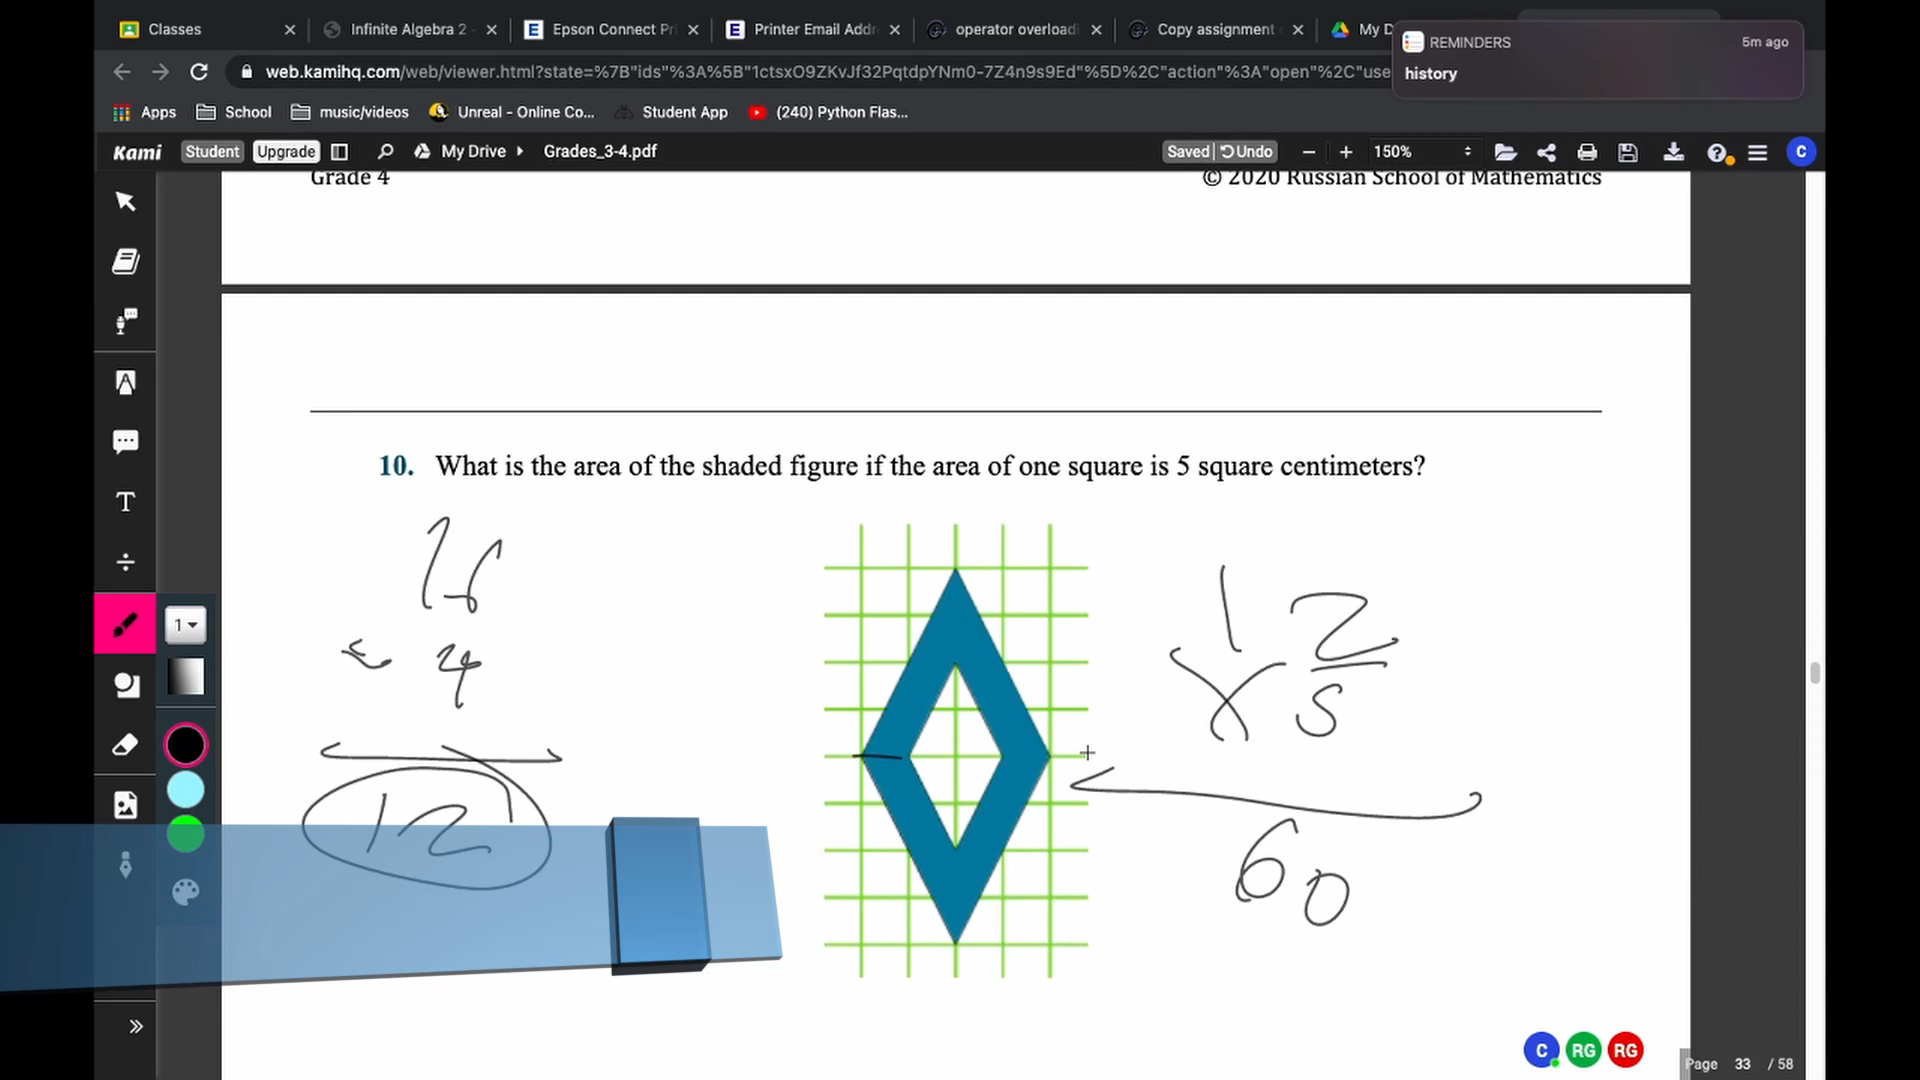 Classes
Infinite Algebra 2 -
Epson Connect Pri
Printer Email Addr
operator overloadi
Copy assignment
My D
REMINDERS
5m ago
history
web.kamihq.com/web/viewer.html?state=%7B"ids"%3A%5B"1ctsxO9ZKvJf32PqtdpYNm0-7Z4n9s9Ed"%5D%2C"action"%3A"open"%2C"use
Apps
School
music/videos
Unreal - Online Co...
Student App
(240) Python Flas...
Kami
Student
Upgrade
My Drive
Grades_3-4.pdf
Saved
Undo
150%
C
Grade 4
© 2020 Russian School of Mathematics
10. What is the area of the shaded figure if the area of one square is 5 square centimeters?
16
4
12
12
x 5
60
1
C RG RG
Page 33 / 58